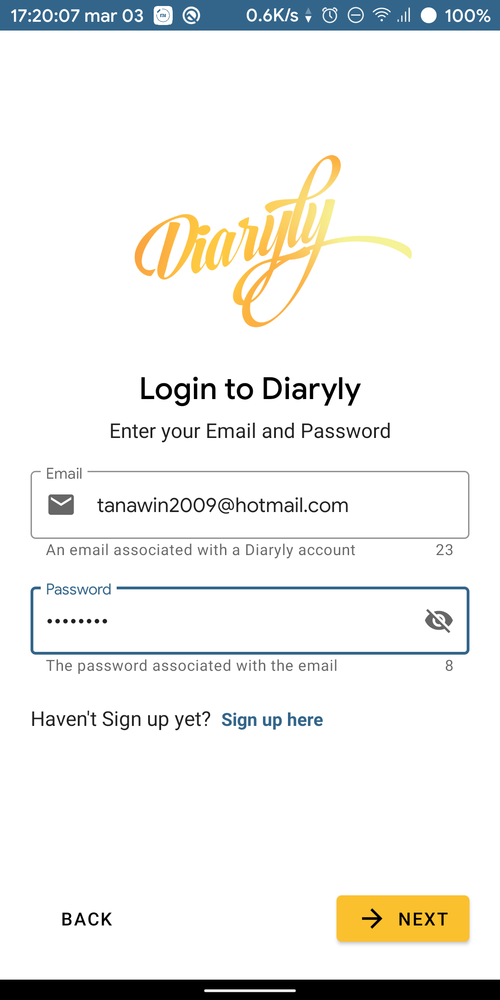 17:20:07 mar 03 mi 0.6K/s 100%
Diaryly
Login to Diaryly
Enter your Email and Password
Email
tanawin2009@hotmail.com
An email associated with a Diaryly account 23
Password
••••••••
The password associated with the email 8
Haven't Sign up yet? Sign up here
BACK NEXT